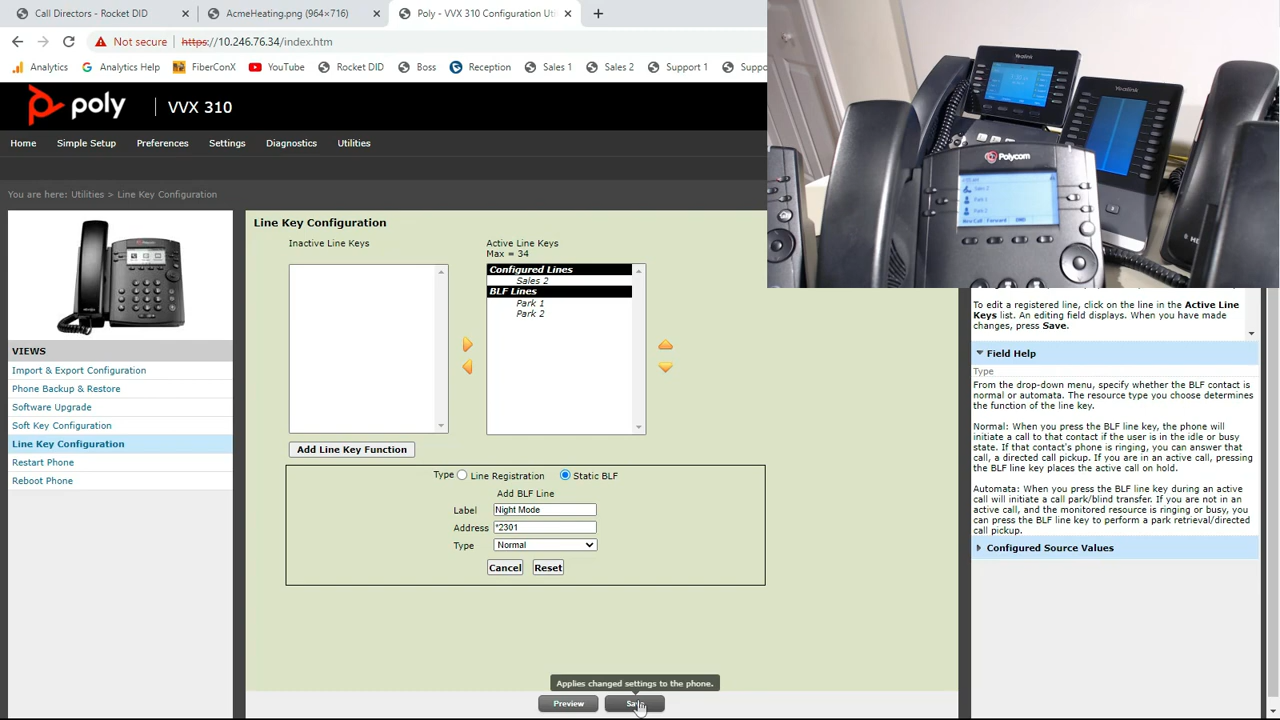 Call Directors - Rocket DID
AcmeHeating.png (964×716)
Poly - VVX 310 Configuration Uti
Not secure
https://10.246.76.34/index.htm
Analytics
Analytics Help
FiberConX
YouTube
Rocket DID
Boss
Reception
Sales 1
Sales 2
Support 1
Suppo
poly
VVX 310
Home
Simple Setup
Preferences
Settings
Diag
Utilities
You are here: Utilities > Line Key Configuration
VIEWS
Import & Export Configuration
Phone Backup & Restore
Software Upgrade
Soft Key Configuration
Line Key Configuration
Restart Phone
Reboot Phone
Line Key Configuration
Inactive Line Keys
Active Line Keys
Max = 34
Configured Lines
Sales 2
BLF Lines
Park 1
Park 2
Add Line Key Function
Type
Line Registration
Static BLF
Add BLF Line
Label
Night Mode
Address
*2301
Type
Normal
Cancel
Reset
Applies changed settings to the phone.
Preview
Save
Yealink
Yealink
Polycom
Sales 2
Park 1
Park 2
New Call
Forward
DND
To edit a registered line, click on the line in the Active Line
Keys list. An editing field displays. When you have made
changes, press Save.
Field Help
Type
From the drop-down menu, specify whether the BLF contact is
normal or automata. The resource type you choose determines
the function of the line key.
Normal: When you press the BLF line key, the phone will
initiate a call to that contact if the user is in the idle or busy
state. If that contact's phone is ringing, you can answer that
call, a directed call pickup. If you are in an active call, pressing
the BLF line key places the active call on hold.
Automata: When you press the BLF line key during an active
call will initiate a call park/blind transfer. If you are not in an
active call, and the monitored resource is ringing or busy, you
can press the BLF line key to perform a park retrieval/directed
call pickup.
Configured Source Values